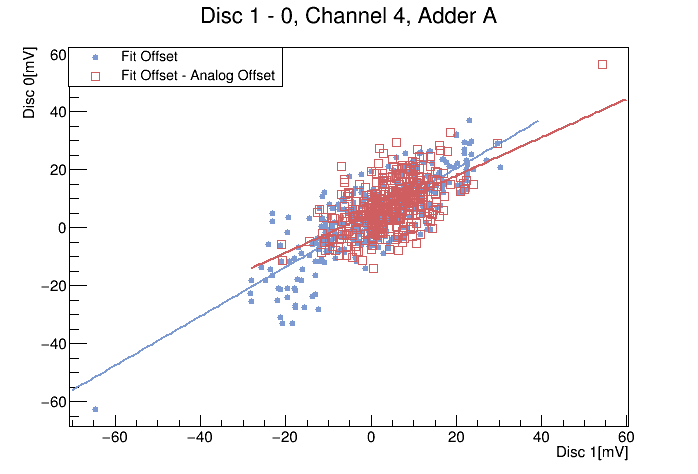 Disc 1 - 0, Channel 4, Adder A
Disc 0[mV]
Fit Offset
Fit Offset - Analog Offset
60
40
20
0
−20
−40
−60
−60 −40 −20 0 20 40 60
Disc 1[mV]